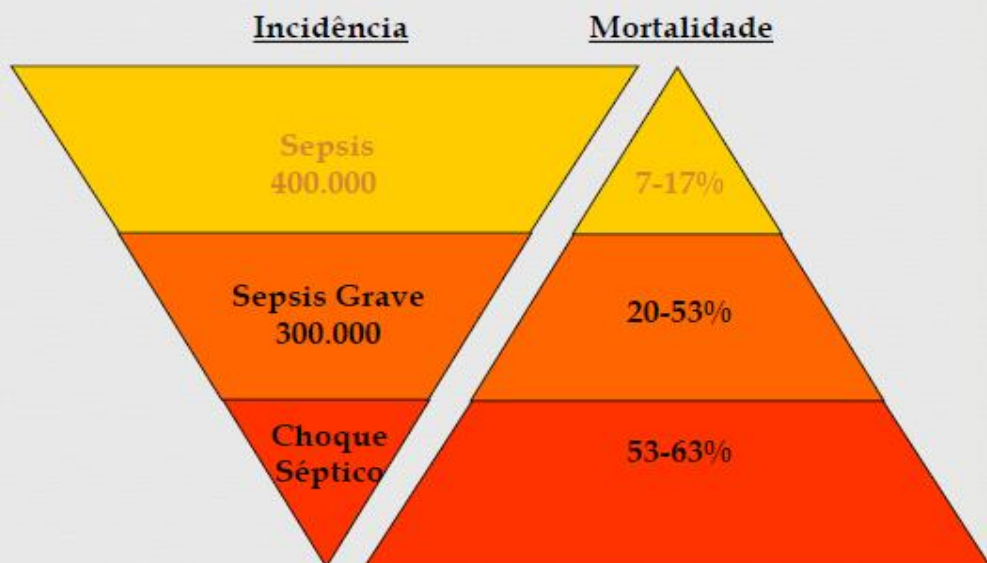 Incidência
Mortalidade
Sepsis
400.000
7-17%
Sepsis Grave
300.000
20-53%
Choque
Séptico
53-63%